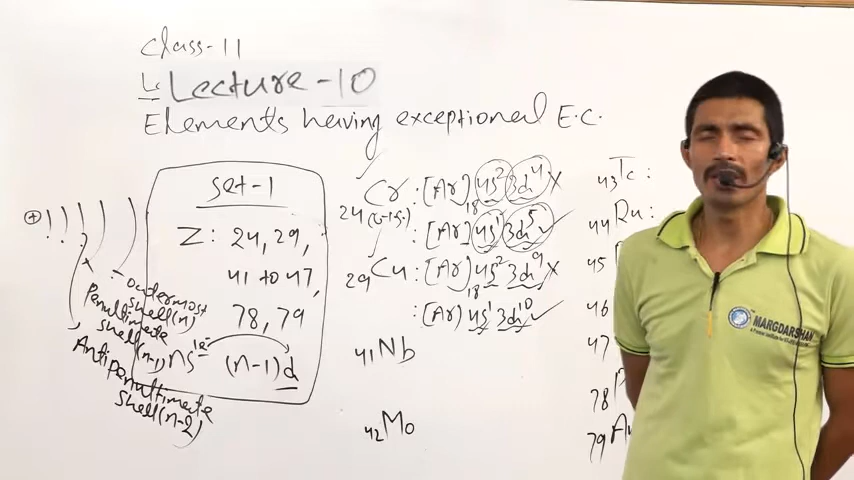 Class-11
Le Lecture-10
Elements having exceptional E.C.
Set-1
Z: 24, 29,
41 to 47,
78, 79
ns (n-1)d
outermost
shell(n)
Penultimate
shell(n-1)
Antipenultimate
shell(n-2)
24Cr : [Ar] 4s² 3d⁴ X
: [Ar]18 4s¹ 3d⁵ ✓
29Cu : [Ar] 4s² 3d⁹ X
: [Ar]18 4s¹ 3d¹⁰ ✓
41Nb
42Mo
43Tc:
44Ru:
45
46
47
78
79Au
MARGDARSHAN